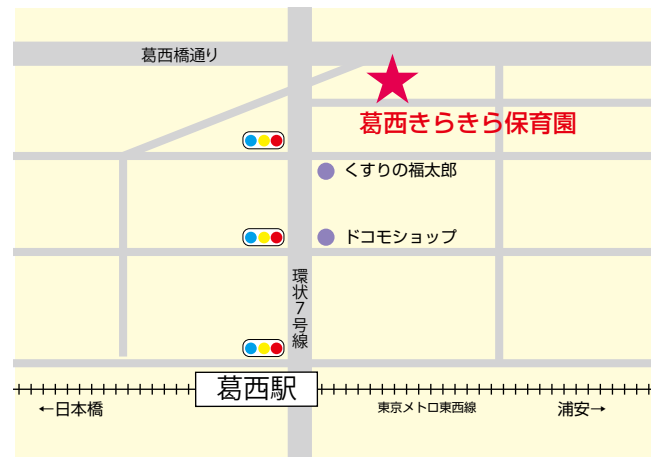 葛西橋通り
葛西きらきら保育園
くすりの福太郎
ドコモショップ
環状7号線
葛西駅
←日本橋
東京メトロ東西線
浦安→